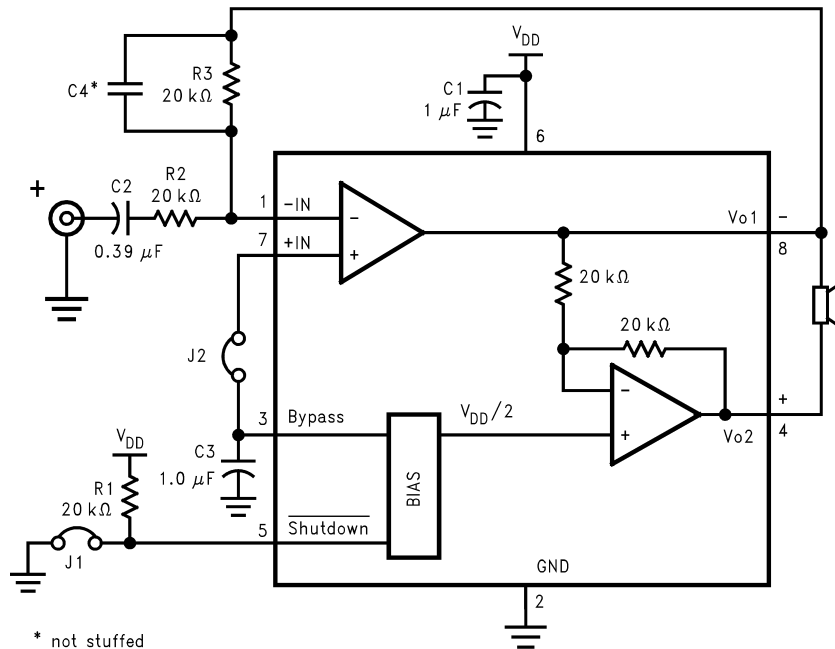 V_DD
C4*
R3
20 kΩ
C1
1 µF
6
+
C2
0.39 µF
R2
20 kΩ
1
-IN
7
+IN
-
+
Vo1
-
8
20 kΩ
20 kΩ
J2
3
Bypass
V_DD/2
-
+
+
4
Vo2
C3
1.0 µF
BIAS
V_DD
R1
20 kΩ
5
Shutdown
J1
GND
2
* not stuffed